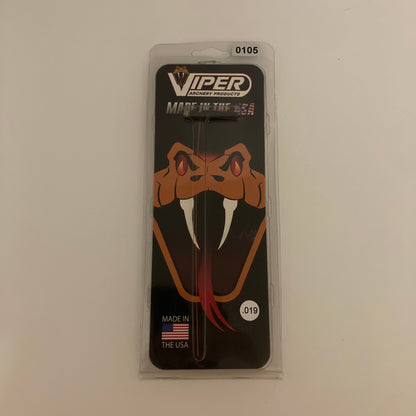 0105
VIPER
ARCHERY PRODUCTS
MADE IN THE USA
.019
MADE IN
THE USA